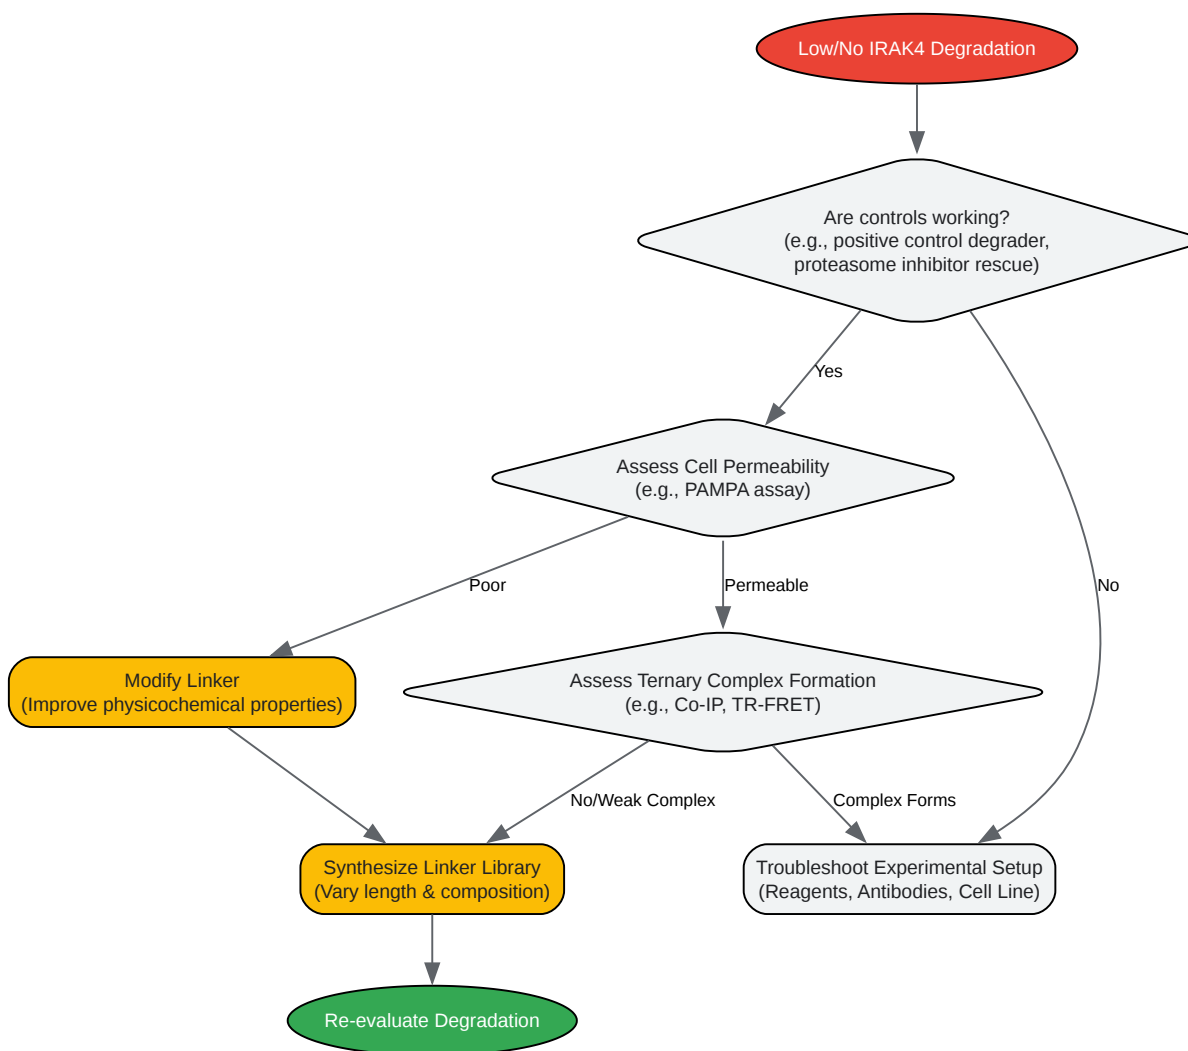 Low/No IRAK4 Degradation
Are controls working?
(e.g., positive control degrader,
proteasome inhibitor rescue)
Yes
Assess Cell Permeability
(e.g., PAMPA assay)
Poor
Permeable
No
Modify Linker
(Improve physicochemical properties)
Assess Ternary Complex Formation
(e.g., Co-IP, TR-FRET)
No/Weak Complex
Complex Forms
Synthesize Linker Library
(Vary length & composition)
Troubleshoot Experimental Setup
(Reagents, Antibodies, Cell Line)
Re-evaluate Degradation